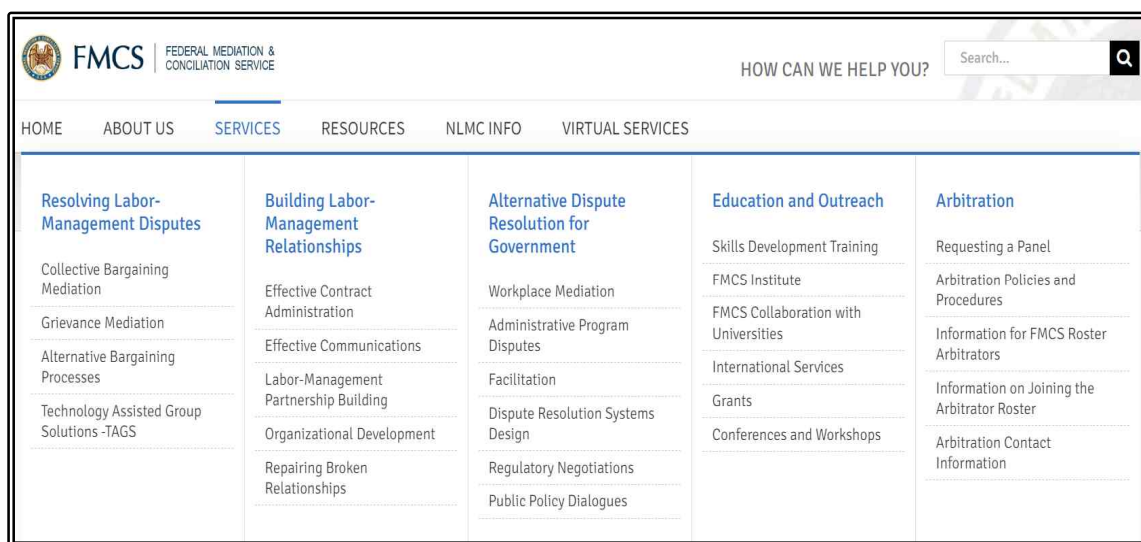 FMCS
FEDERAL MEDIATION &
CONCILIATION SERVICE
HOW CAN WE HELP YOU?
Search...
HOME
ABOUT US
SERVICES
RESOURCES
NLMC INFO
VIRTUAL SERVICES
Resolving Labor-
Management Disputes
Collective Bargaining
Mediation
Grievance Mediation
Alternative Bargaining
Processes
Technology Assisted Group
Solutions -TAGS
Building Labor-
Management
Relationships
Effective Contract
Administration
Effective Communications
Labor-Management
Partnership Building
Organizational Development
Repairing Broken
Relationships
Alternative Dispute
Resolution for
Government
Workplace Mediation
Administrative Program
Disputes
Facilitation
Dispute Resolution Systems
Design
Regulatory Negotiations
Public Policy Dialogues
Education and Outreach
Skills Development Training
FMCS Institute
FMCS Collaboration with
Universities
International Services
Grants
Conferences and Workshops
Arbitration
Requesting a Panel
Arbitration Policies and
Procedures
Information for FMCS Roster
Arbitrators
Information on Joining the
Arbitrator Roster
Arbitration Contact
Information